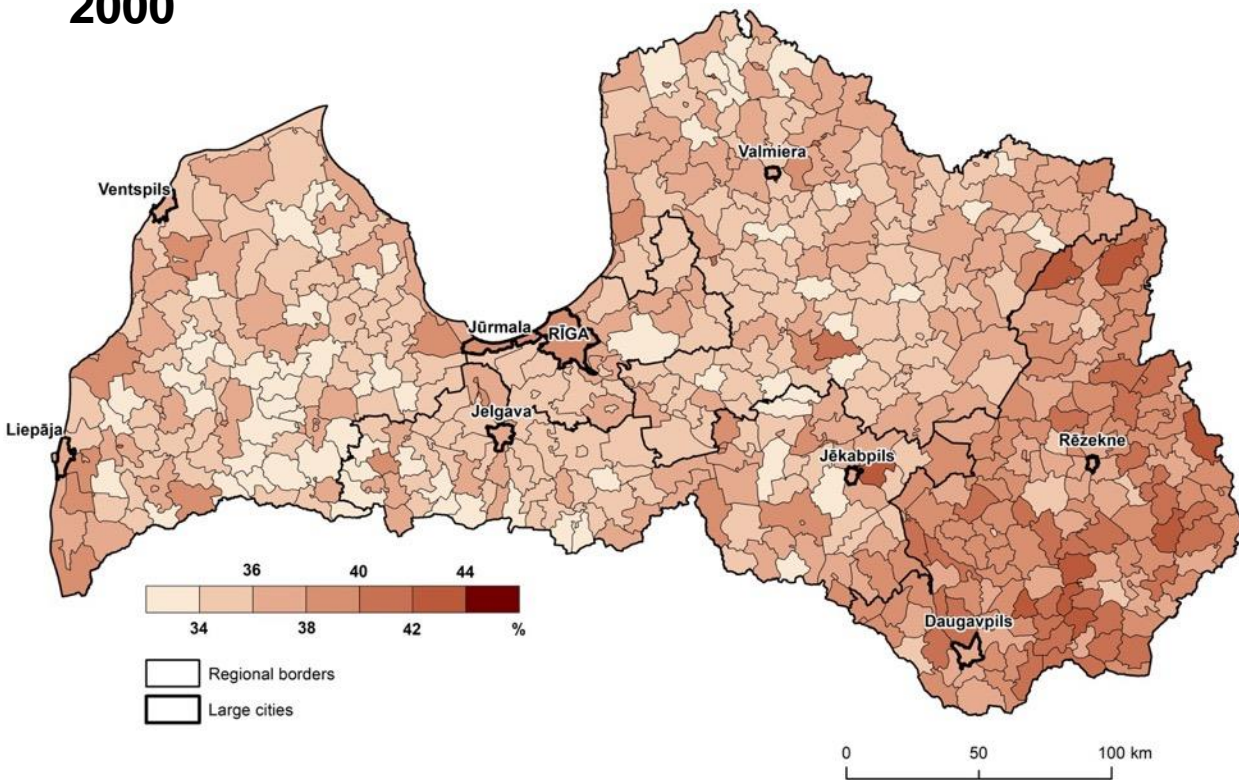 2000
Valmiera
Ventspils
Jūrmala
RĪGA
Jelgava
Liepāja
Rēzekne
Jēkabpils
Daugavpils
36 40 44
34 38 42 %
Regional borders
Large cities
0 50 100 km